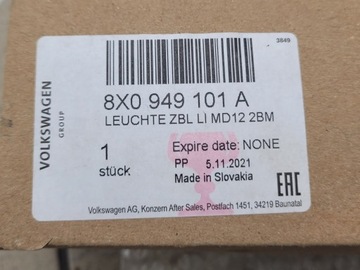 3849
VOLKSWAGEN
GROUP
8X0 949 101 A
LEUCHTE ZBL LI MD12 2BM
1
stück
Expire date: NONE
PP 5.11.2021
Made in Slovakia
EAC
Volkswagen AG, Konzern After Sales, Postfach 1451, 34219 Baunatal